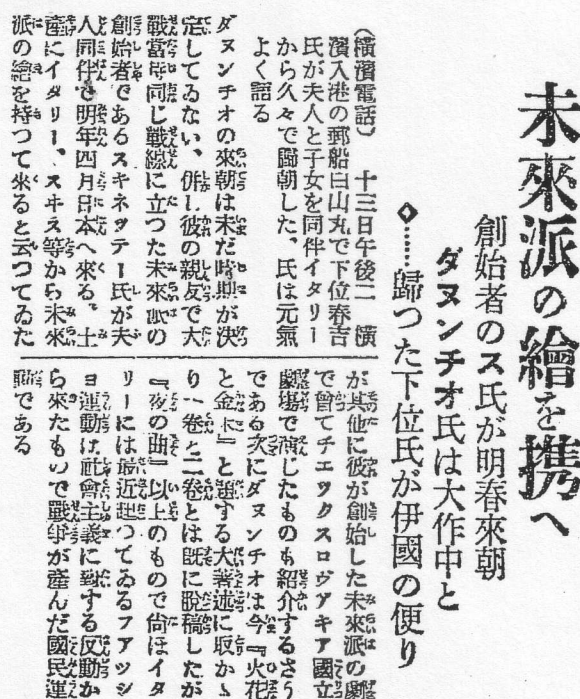 未來派の繪を携へ
創始者のス氏が明春來朝
ダヌンチオ氏は大作中と
◇……歸つた下位氏が伊國の便り
(橫濱電話)十三日午後二 橫
濱入港の郵船白山丸で下位春吉
氏が夫人と子女を同伴イタリー
から久々で歸朝した、氏は元氣
よく語る
ダヌンチオの來朝は未だ時期が決
定してゐない、併し彼の親友で大
戰當時同じ戰線に立つた未來派の
創始者であるスキネッテー氏が夫
人同伴で明年四月日本へ來る、土
產にイタリー、スヰス等から未來
派の繪を持つて來ると云つてゐた
が其他に彼が創始した未來派の劇
で曾てチエックスロヴアキア國立
劇場で演じたものも紹介するさう
である次にダヌンチオは今『火花
と金木』と題する大著述に取かゝ
り一卷と二卷とは既に脫稿したが
『夜の曲』以上のもので尙ほイタ
リーには最近起つてゐるフアッシ
ヨ運動は社會主義に對する反動か
ら來たもので戰爭が產んだ國民運
動である